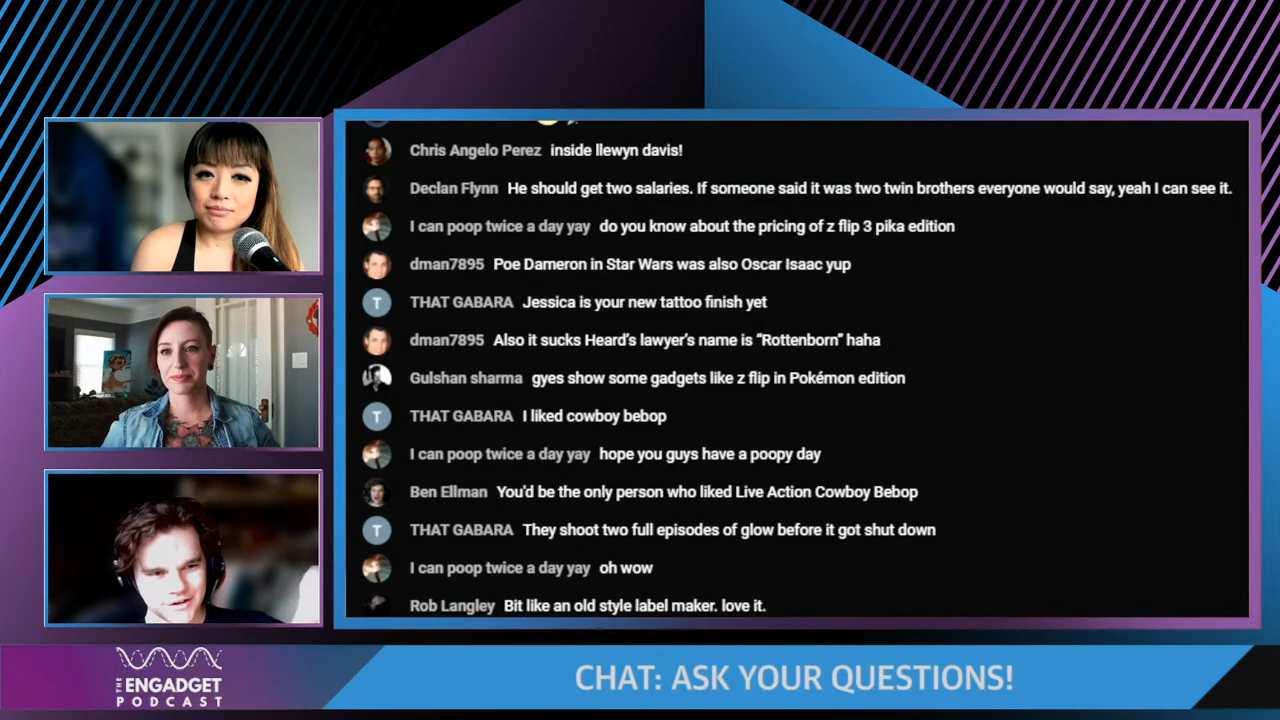 Chris Angelo Perez inside llewyn davis!
Declan Flynn He should get two salaries. If someone said it was two twin brothers everyone would say, yeah I can see it.
I can poop twice a day yay do you know about the pricing of z flip 3 pika edition
dman7895 Poe Dameron in Star Wars was also Oscar Isaac yup
T THAT GABARA Jessica is your new tattoo finish yet
dman7895 Also it sucks Heard's lawyer's name is “Rottenborn” haha
Gulshan sharma gyes show some gadgets like z flip in Pokémon edition
T THAT GABARA I liked cowboy bebop
I can poop twice a day yay hope you guys have a poopy day
Ben Ellman You'd be the only person who liked Live Action Cowboy Bebop
T THAT GABARA They shoot two full episodes of glow before it got shut down
I can poop twice a day yay oh wow
Rob Langley Bit like an old style label maker. love it.
THE ENGADGET
PODCAST
CHAT: ASK YOUR QUESTIONS!